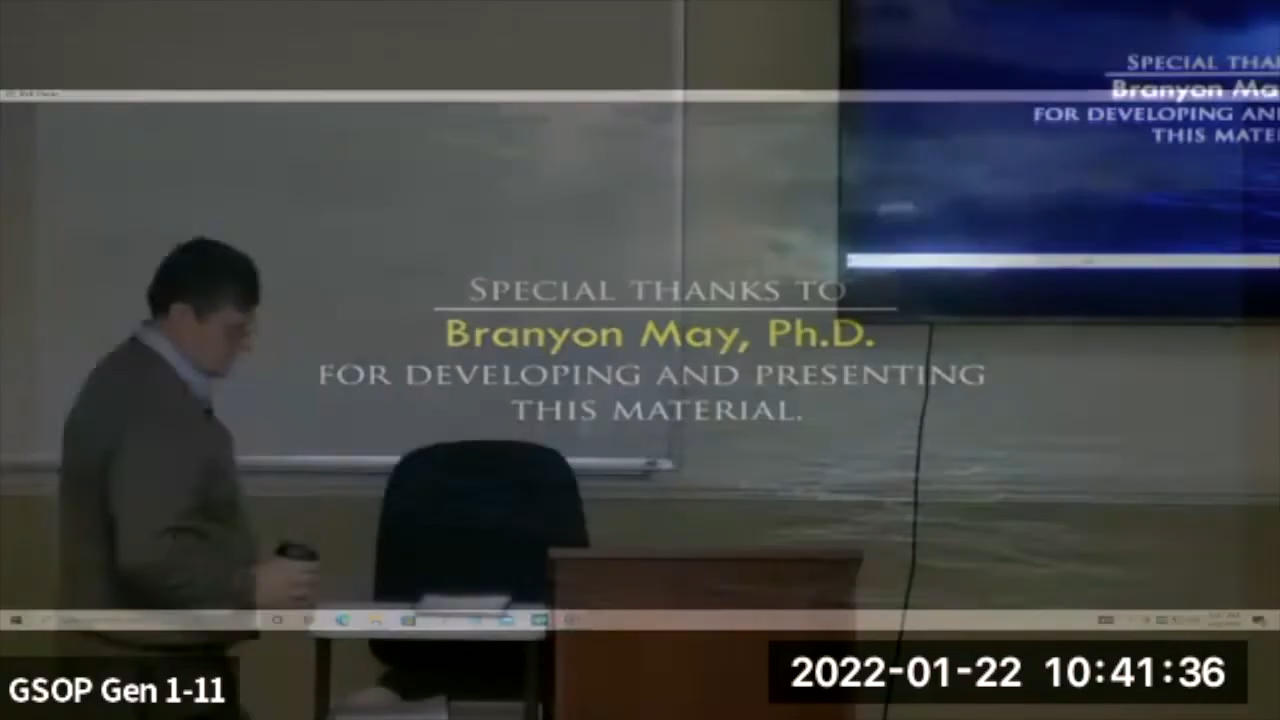 SPECIAL THA
Branyon Ma
FOR DEVELOPING AN
THIS MATE
SPECIAL THANKS TO
Branyon May, Ph.D.
FOR DEVELOPING AND PRESENTING
THIS MATERIAL.
GSOP Gen 1-11
2022-01-22 10:41:36